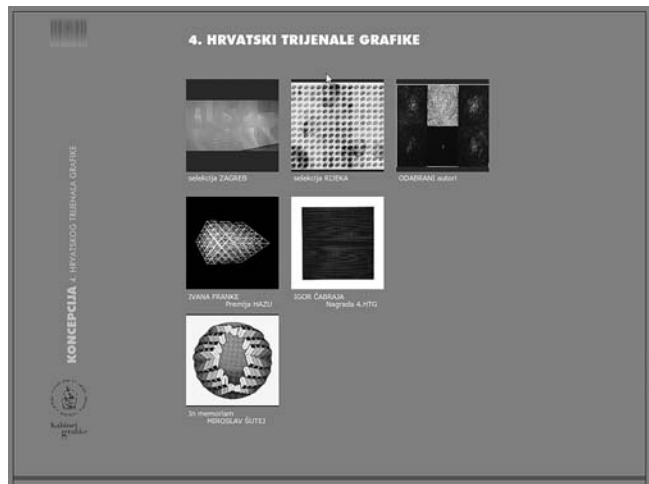 4. HRVATSKI TRIJENALE GRAFIKE
selekcija ZAGREB
selekcija RIJEKA
ODABRANI autori
IVANA FRANKE
Premija HAZU
IGOR ČABRAJA
Nagrada 4.HTG
In memoriam
MIROSLAV ŠUTEJ
KONCEPCIJA 4. HRVATSKOG TRIJENALA GRAFIKE
Kabinet
grafike